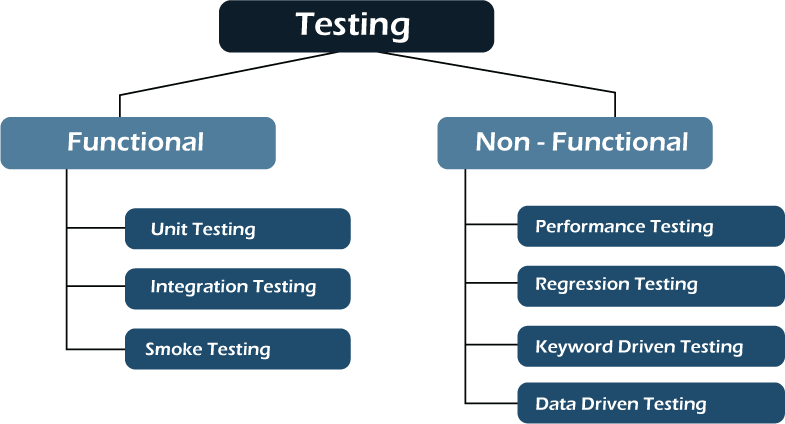 Testing
Functional
Non - Functional
Unit Testing
Integration Testing
Smoke Testing
Performance Testing
Regression Testing
Keyword Driven Testing
Data Driven Testing